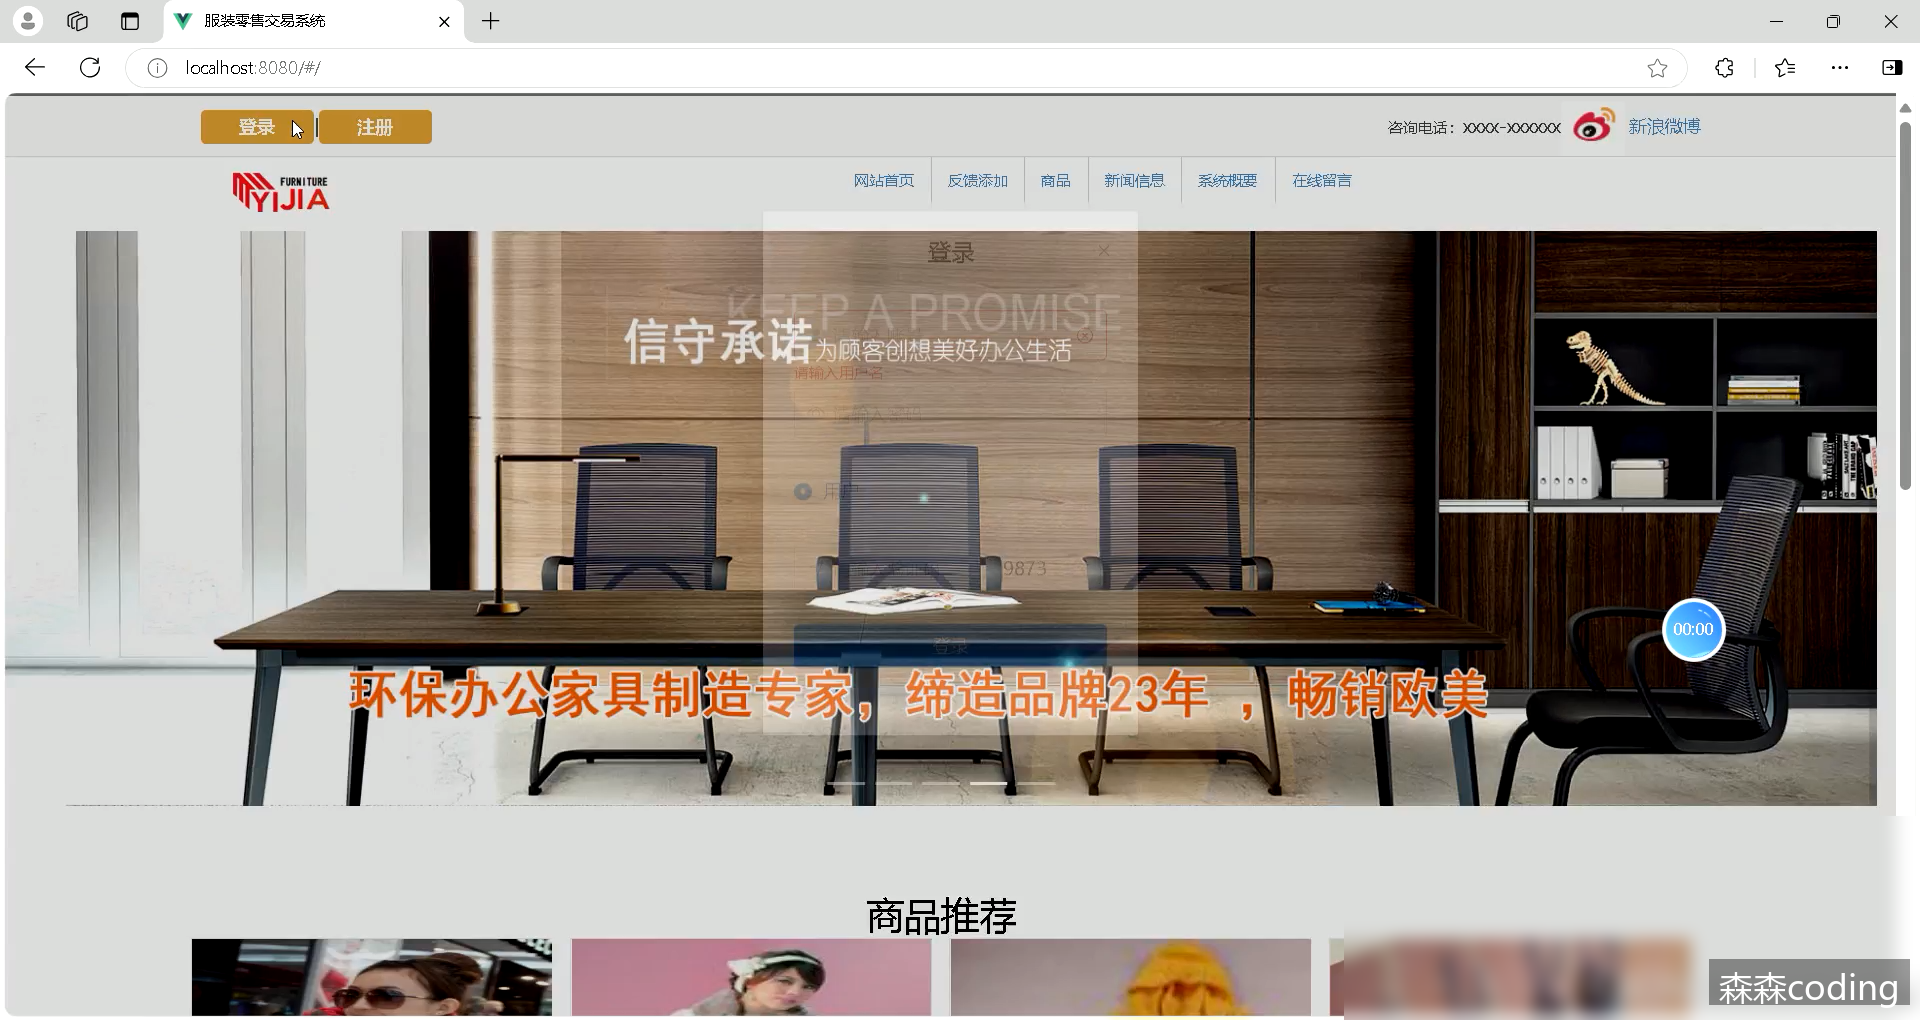 服装零售交易系统
localhost:8080/#/
登录
注册
咨询电话：xxxx-xxxxxx
新浪微博
FURNITURE
YIJIA
网站首页
反馈添加
商品
新闻信息
系统概要
在线留言
登录
KEEP A PROMISE
信守承诺
为顾客创想美好办公生活
请输入用户名
请输入密码
用户
9873
登录
00:00
环保办公家具制造专家，缔造品牌23年 ，畅销欧美
商品推荐
森森coding